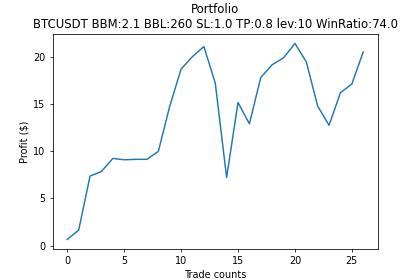 Portfolio
BTCUSDT BBM:2.1 BBL:260 SL:1.0 TP:0.8 lev:10 WinRatio:74.0
Profit ($)
20
15
10
5
0
0 5 10 15 20 25
Trade counts